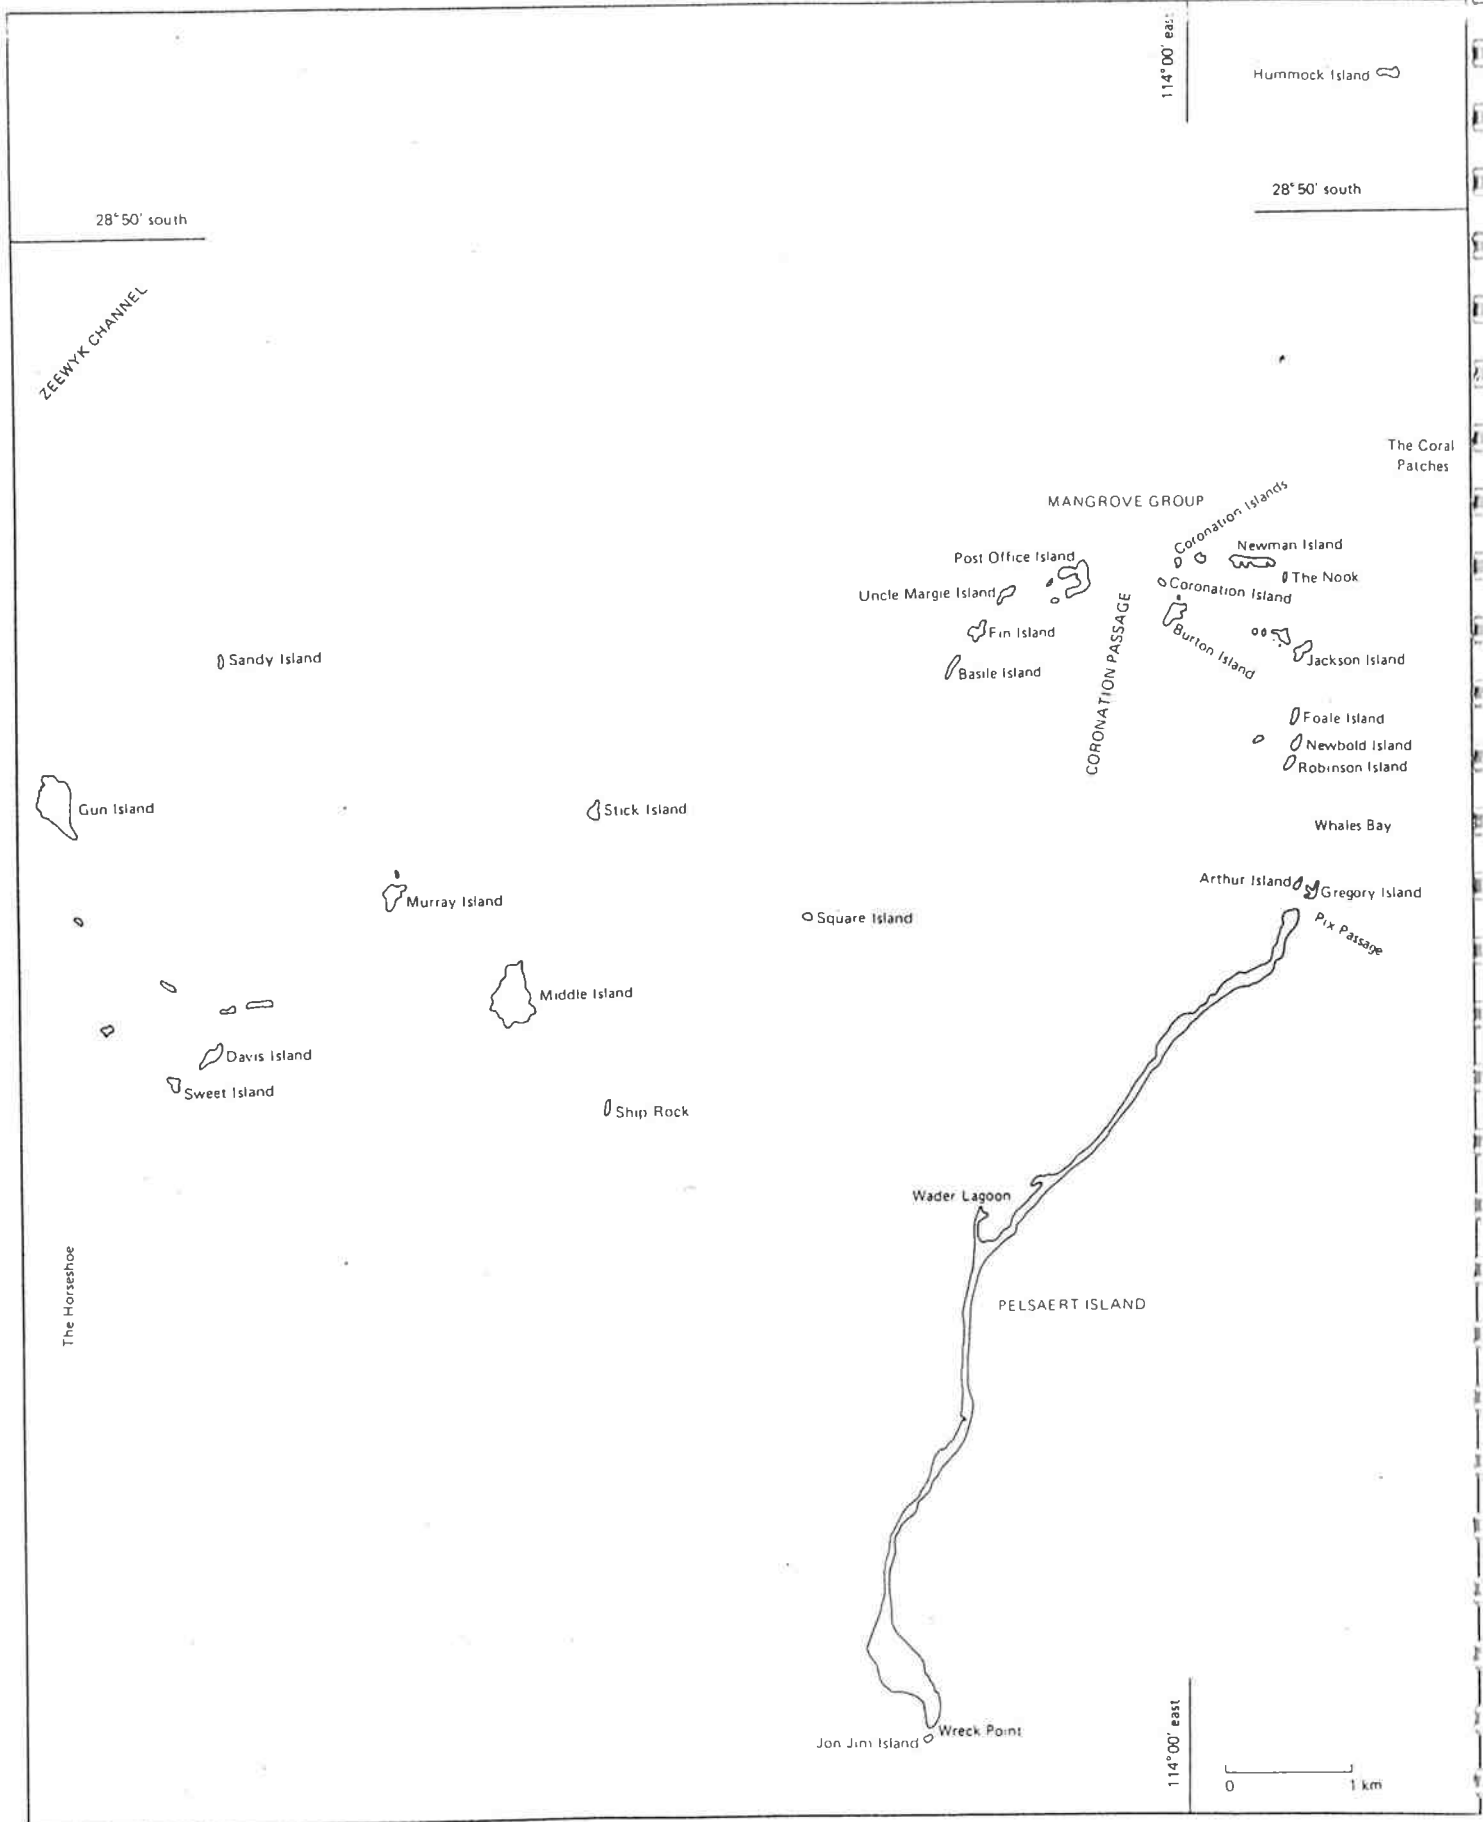 114°00' east
Hummock Island
28°50' south
28°50' south
ZEEWYK CHANNEL
The Coral
Patches
MANGROVE GROUP
Coronation Islands
Newman Island
Post Office Island
The Nook
Uncle Margie Island
Coronation Island
Fin Island
Burton Island
Sandy Island
Jackson Island
Basile Island
CORONATION PASSAGE
Foale Island
Newbold Island
Robinson Island
Gun Island
Stick Island
Whales Bay
Arthur Island
Gregory Island
Murray Island
Square Island
Pix Passage
Middle Island
Davis Island
Sweet Island
Ship Rock
Wader Lagoon
The Horseshoe
PELSAERT ISLAND
Wreck Point
Jon Jim Island
114°00' east
0 1 km